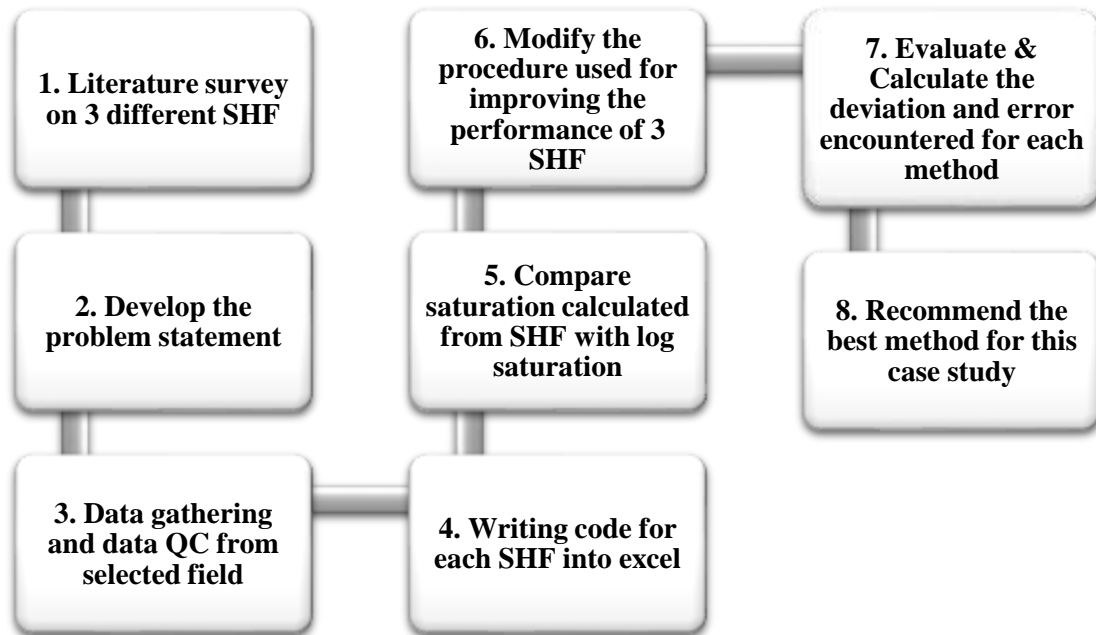 1. Literature survey
on 3 different SHF
2. Develop the
problem statement
3. Data gathering
and data QC from
selected field
4. Writing code for
each SHF into excel
5. Compare
saturation calculated
from SHF with log
saturation
6. Modify the
procedure used for
improving the
performance of 3
SHF
7. Evaluate &
Calculate the
deviation and error
encountered for each
method
8. Recommend the
best method for this
case study